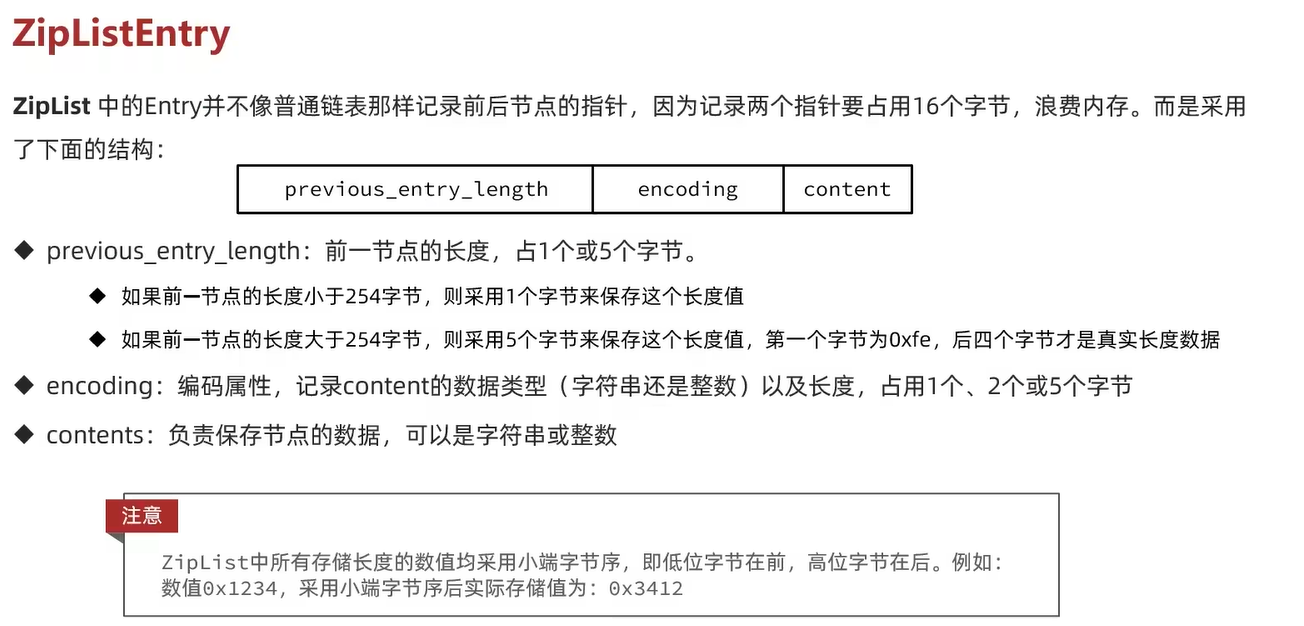 ZipListEntry
ZipList 中的Entry并不像普通链表那样记录前后节点的指针，因为记录两个指针要占用16个字节，浪费内存。而是采用
了下面的结构：
previous_entry_length encoding content
◆ previous_entry_length：前一节点的长度，占1个或5个字节。
◆ 如果前一节点的长度小于254字节，则采用1个字节来保存这个长度值
◆ 如果前一节点的长度大于254字节，则采用5个字节来保存这个长度值，第一个字节为0xfe，后四个字节才是真实长度数据
◆ encoding：编码属性，记录content的数据类型（字符串还是整数）以及长度，占用1个、2个或5个字节
◆ contents：负责保存节点的数据，可以是字符串或整数
注意
ZipList中所有存储长度的数值均采用小端字节序，即低位字节在前，高位字节在后。例如：
数值0x1234，采用小端字节序后实际存储值为：0x3412